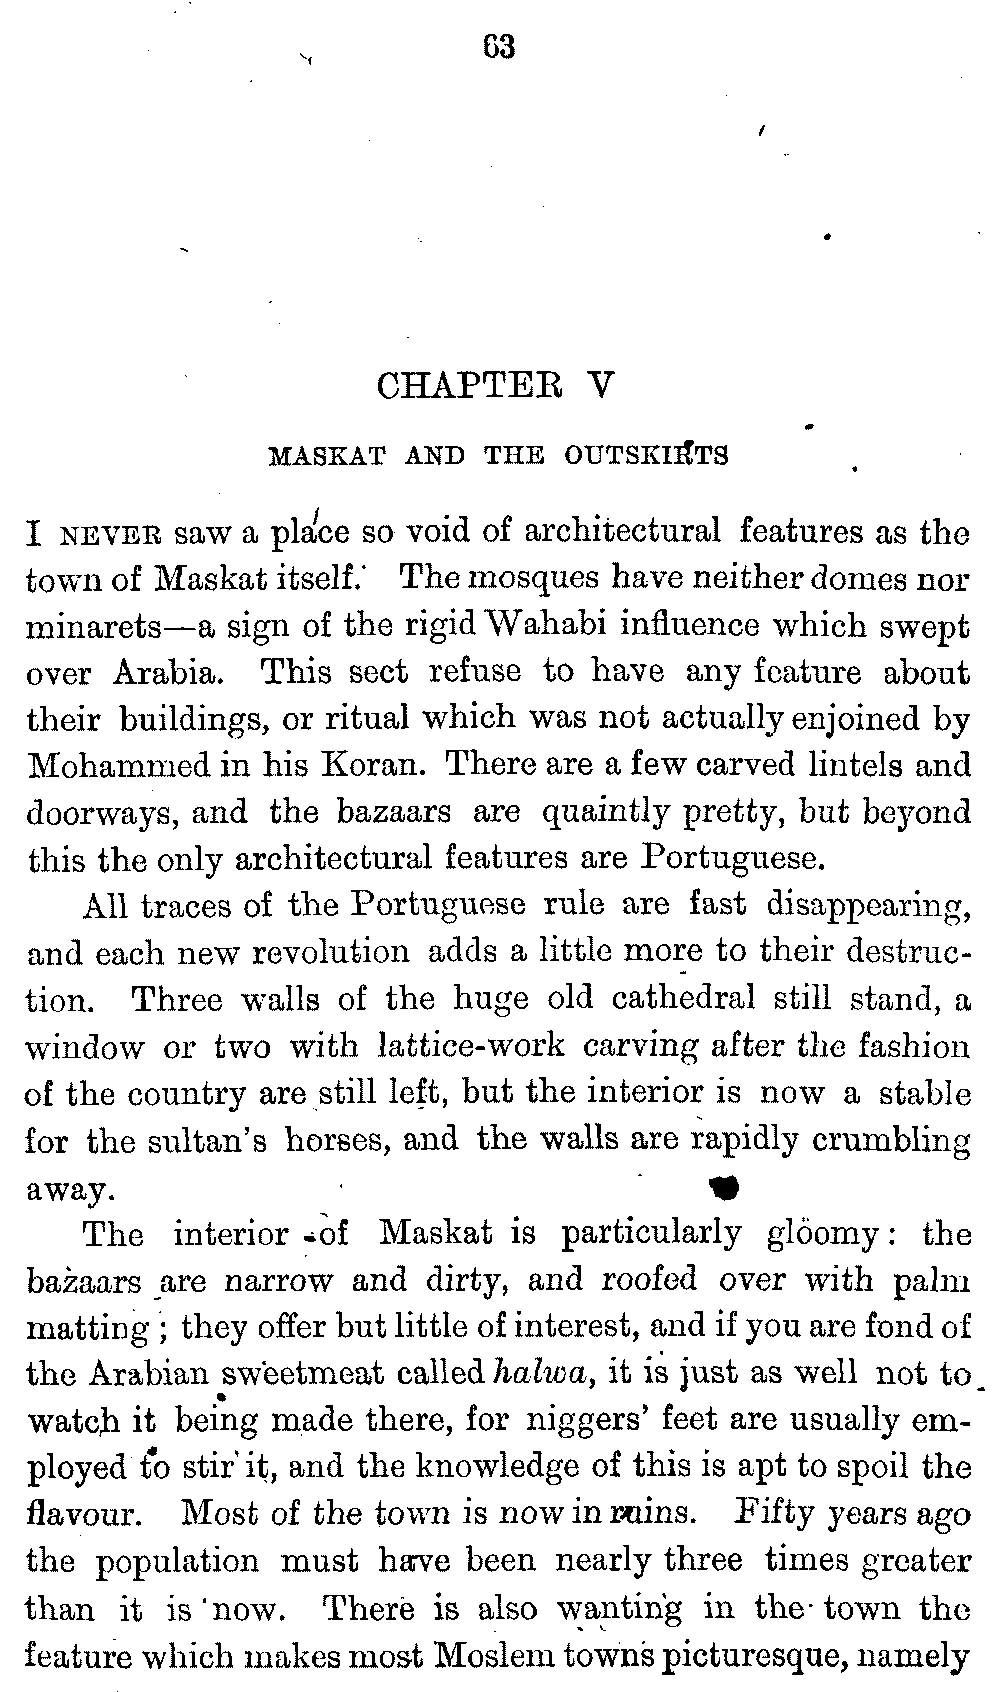 63
CHAPTER V
MASKAT AND THE OUTSKIRTS
I NEVER saw a place so void of architectural features as the
town of Maskat itself. The mosques have neither domes nor
minarets—a sign of the rigid Wahabi influence which swept
over Arabia. This sect refuse to have any feature about
their buildings, or ritual which was not actually enjoined by
Mohammed in his Koran. There are a few carved lintels and
doorways, and the bazaars are quaintly pretty, but beyond
this the only architectural features are Portuguese.
All traces of the Portuguese rule are fast disappearing,
and each new revolution adds a little more to their destruc-
tion. Three walls of the huge old cathedral still stand, a
window or two with lattice-work carving after the fashion
of the country are still left, but the interior is now a stable
for the sultan's horses, and the walls are rapidly crumbling
away.
The interior of Maskat is particularly gloomy: the
bazaars are narrow and dirty, and roofed over with palm
matting; they offer but little of interest, and if you are fond of
the Arabian sweetmeat called halwa, it is just as well not to
watch it being made there, for niggers' feet are usually em-
ployed to stir it, and the knowledge of this is apt to spoil the
flavour. Most of the town is now in ruins. Fifty years ago
the population must have been nearly three times greater
than it is now. There is also wanting in the town the
feature which makes most Moslem towns picturesque, namely